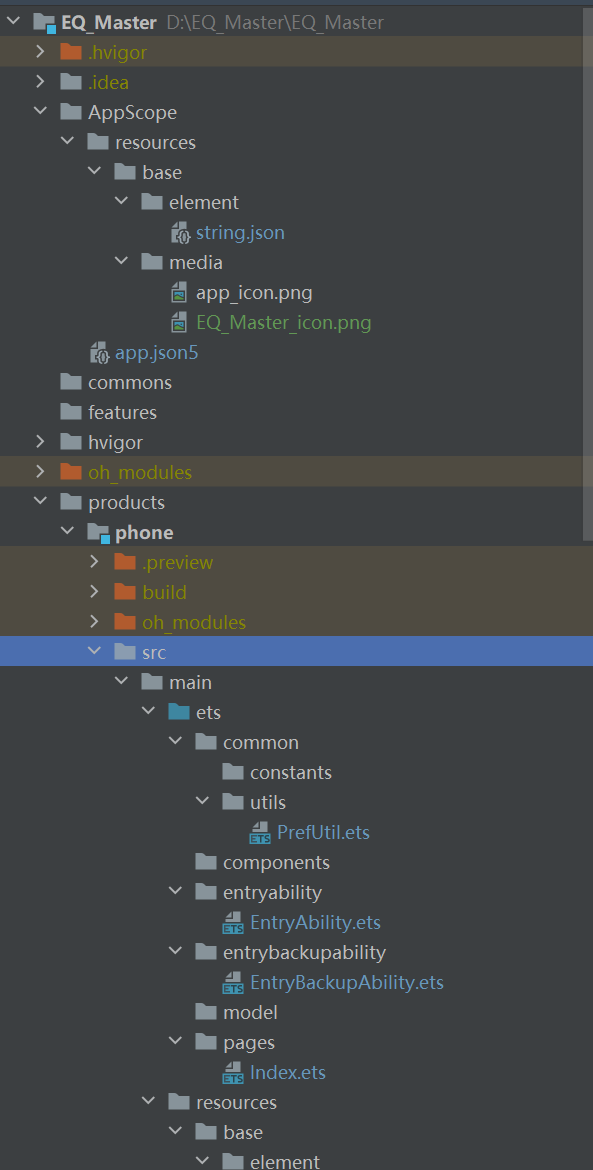 EQ_Master D:\EQ_Master\EQ_Master
.hvigor
.idea
AppScope
resources
base
element
string.json
media
app_icon.png
EQ_Master_icon.png
app.json5
commons
features
hvigor
oh_modules
products
phone
.preview
build
oh_modules
src
main
ets
common
constants
utils
PrefUtil.ets
components
entryability
EntryAbility.ets
entrybackupability
EntryBackupAbility.ets
model
pages
Index.ets
resources
base
element